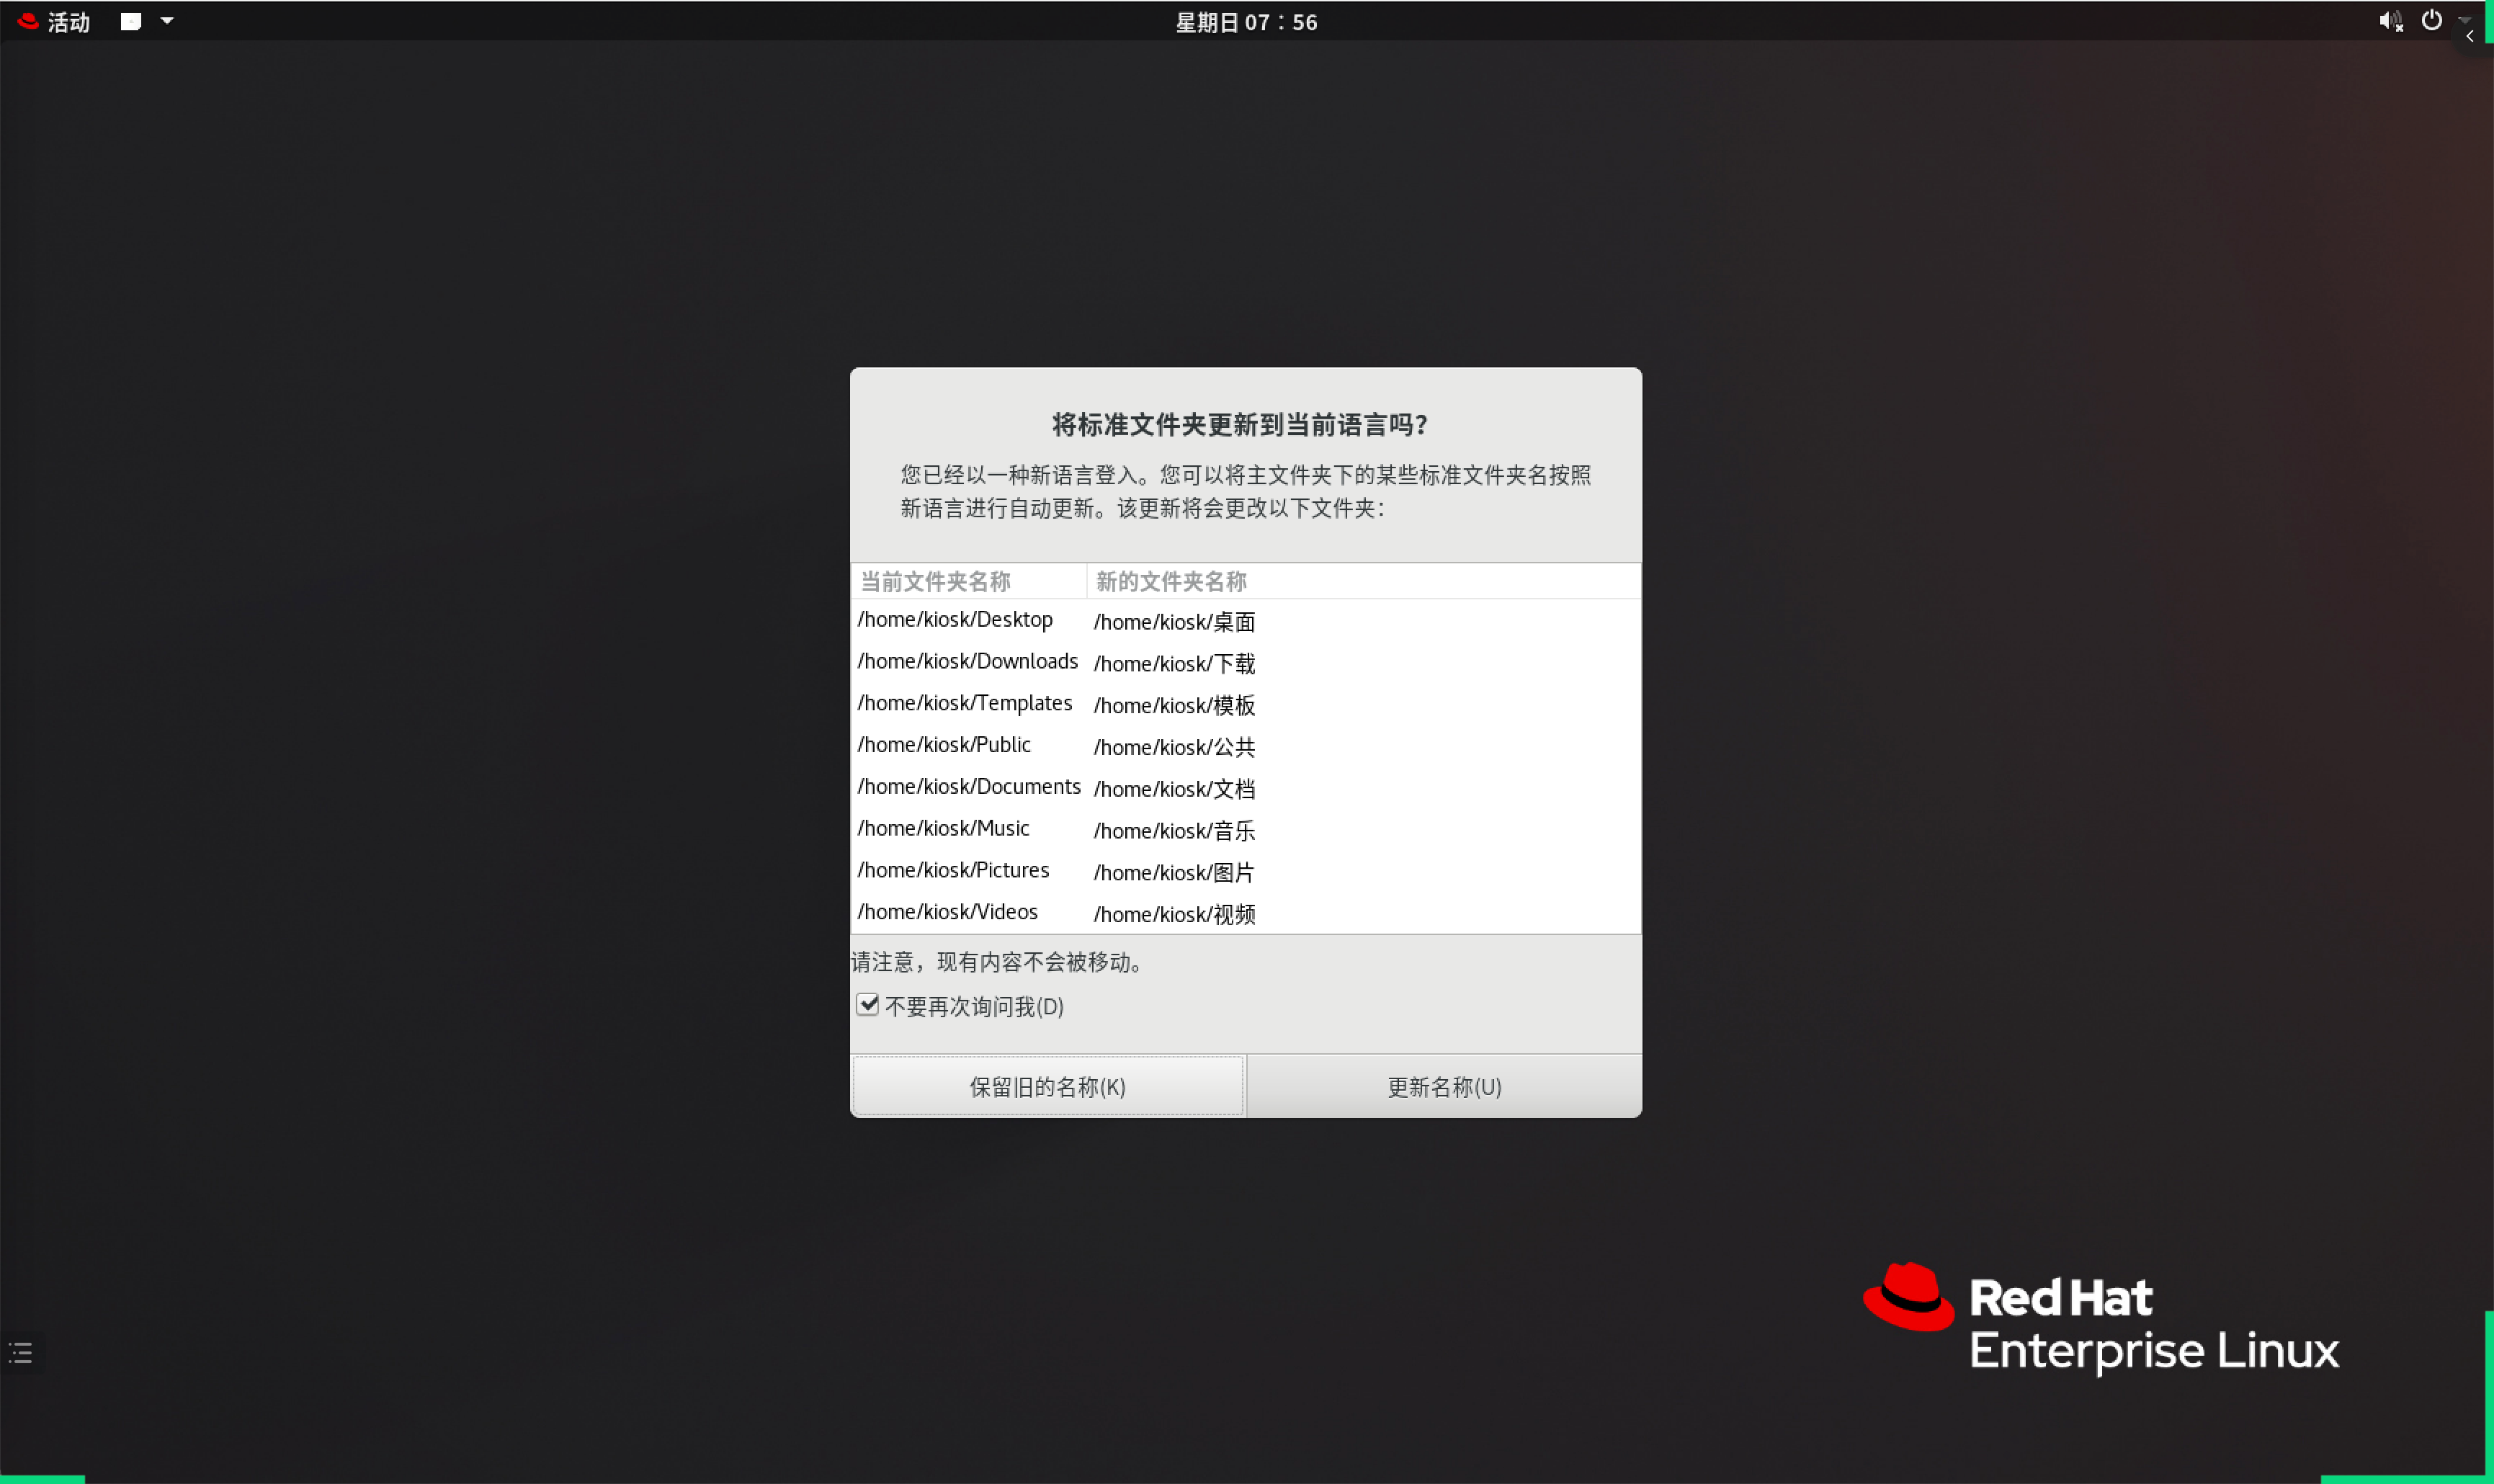 活动
星期日 07：56
将标准文件夹更新到当前语言吗？
您已经以一种新语言登入。您可以将主文件夹下的某些标准文件夹名按照
新语言进行自动更新。该更新将会更改以下文件夹：
当前文件夹名称 新的文件夹名称
/home/kiosk/Desktop /home/kiosk/桌面
/home/kiosk/Downloads /home/kiosk/下载
/home/kiosk/Templates /home/kiosk/模板
/home/kiosk/Public /home/kiosk/公共
/home/kiosk/Documents /home/kiosk/文档
/home/kiosk/Music /home/kiosk/音乐
/home/kiosk/Pictures /home/kiosk/图片
/home/kiosk/Videos /home/kiosk/视频
请注意，现有内容不会被移动。
不要再次询问我(D)
保留旧的名称(K) 更新名称(U)
Red Hat
Enterprise Linux